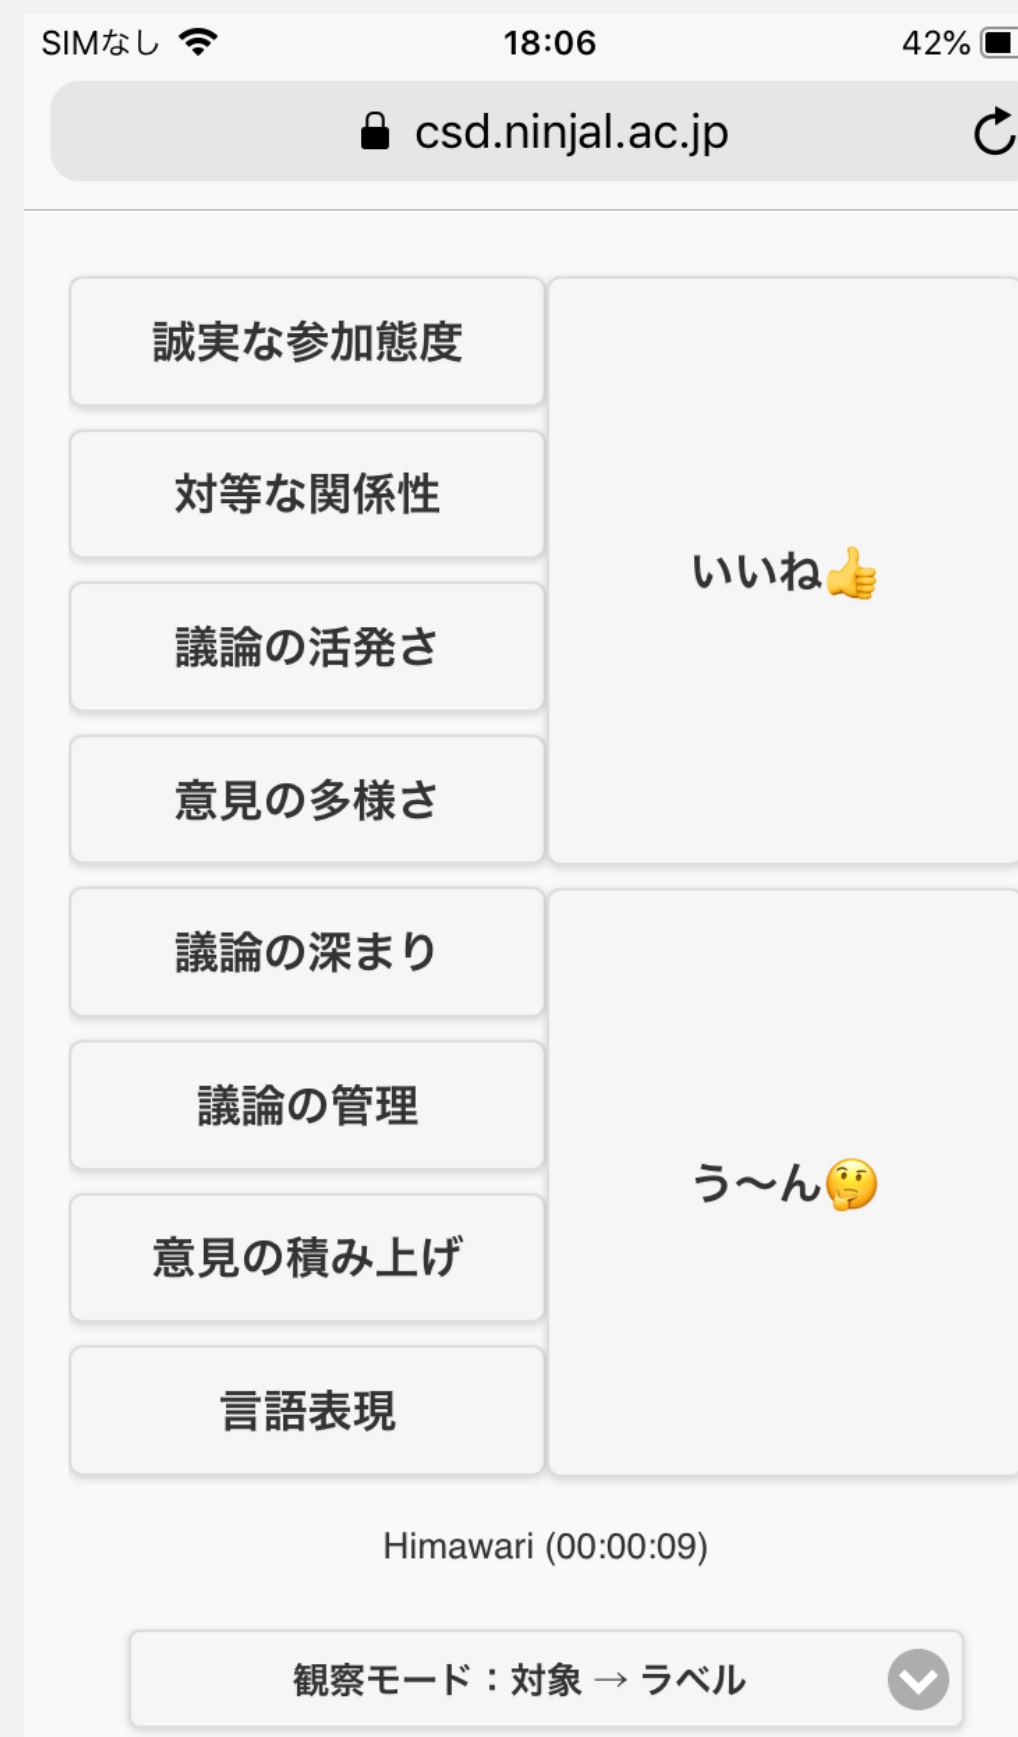 SIMなし 18:06 42%
csd.ninjal.ac.jp
誠実な参加態度
対等な関係性
議論の活発さ
意見の多様さ
いいね👍
議論の深まり
議論の管理
意見の積み上げ
言語表現
う〜ん🤔
Himawari (00:00:09)
観察モード：対象 → ラベル